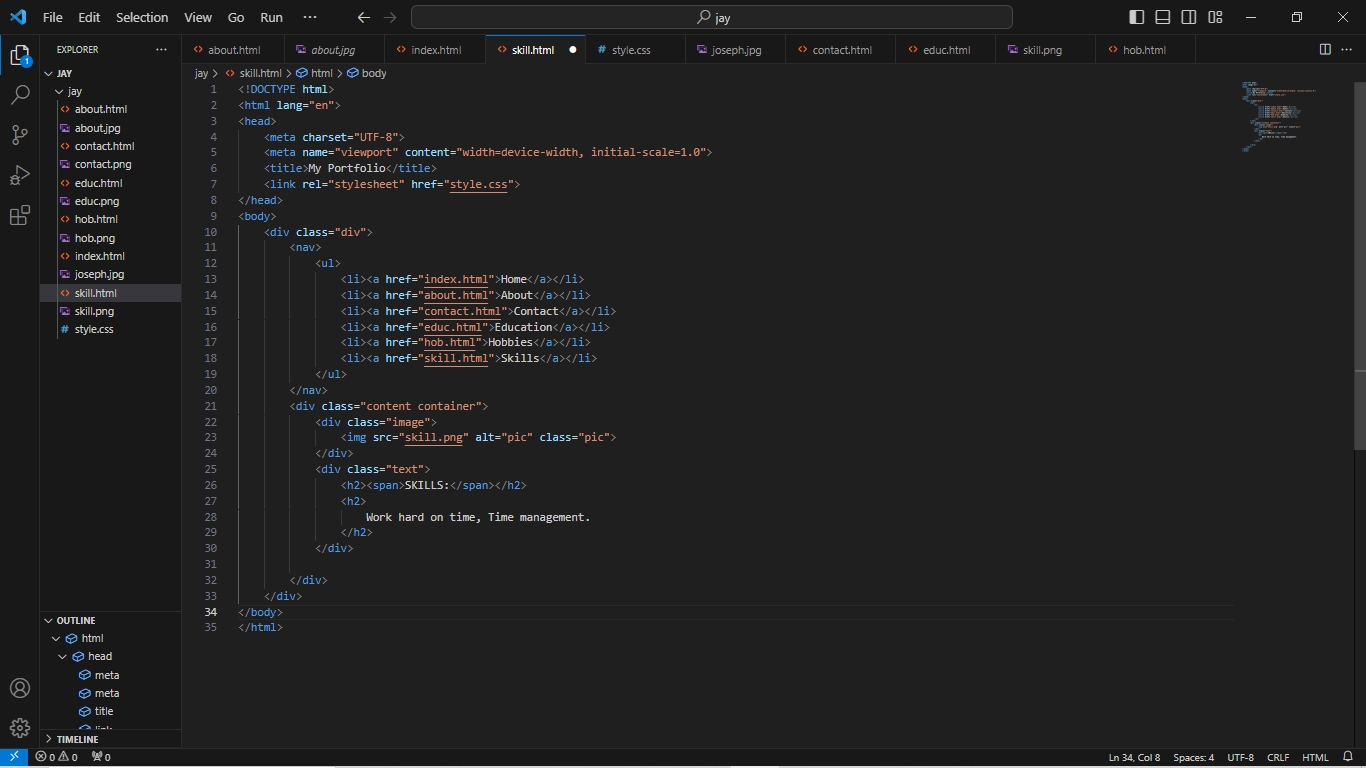 File Edit Selection View Go Run ··· jay
EXPLORER ···
1
JAY
jay
about.html
about.jpg
contact.html
contact.png
educ.html
educ.png
hob.html
hob.png
index.html
joseph.jpg
skill.html
skill.png
style.css
OUTLINE
html
head
meta
meta
title
TIMELINE
about.html about.jpg index.html skill.html style.css joseph.jpg contact.html educ.html skill.png hob.html ···
jay > skill.html > html > body
1 <!DOCTYPE html>
2 <html lang="en">
3 <head>
4 <meta charset="UTF-8">
5 <meta name="viewport" content="width=device-width, initial-scale=1.0">
6 <title>My Portfolio</title>
7 <link rel="stylesheet" href="style.css">
8 </head>
9 <body>
10 <div class="div">
11 <nav>
12 <ul>
13 <li><a href="index.html">Home</a></li>
14 <li><a href="about.html">About</a></li>
15 <li><a href="contact.html">Contact</a></li>
16 <li><a href="educ.html">Education</a></li>
17 <li><a href="hob.html">Hobbies</a></li>
18 <li><a href="skill.html">Skills</a></li>
19 </ul>
20 </nav>
21 <div class="content container">
22 <div class="image">
23 <img src="skill.png" alt="pic" class="pic">
24 </div>
25 <div class="text">
26 <h2><span>SKILLS:</span></h2>
27 <h2>
28 Work hard on time, Time management.
29 </h2>
30 </div>
31
32 </div>
33 </div>
34 </body>
35 </html>
0 0 0 Ln 34, Col 8 Spaces: 4 UTF-8 CRLF HTML